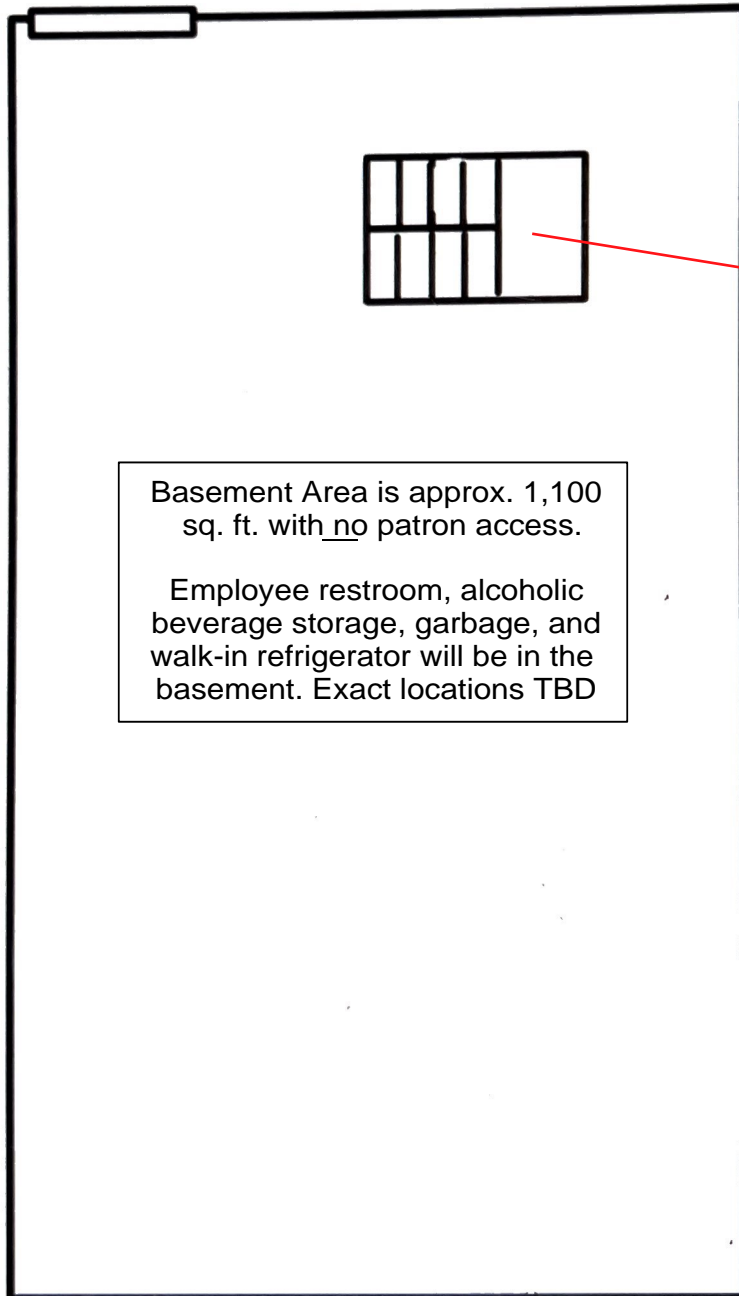 Basement Area is approx. 1,100
sq. ft. with no patron access.
Employee restroom, alcoholic
beverage storage, garbage, and
walk-in refrigerator will be in the
basement. Exact locations TBD